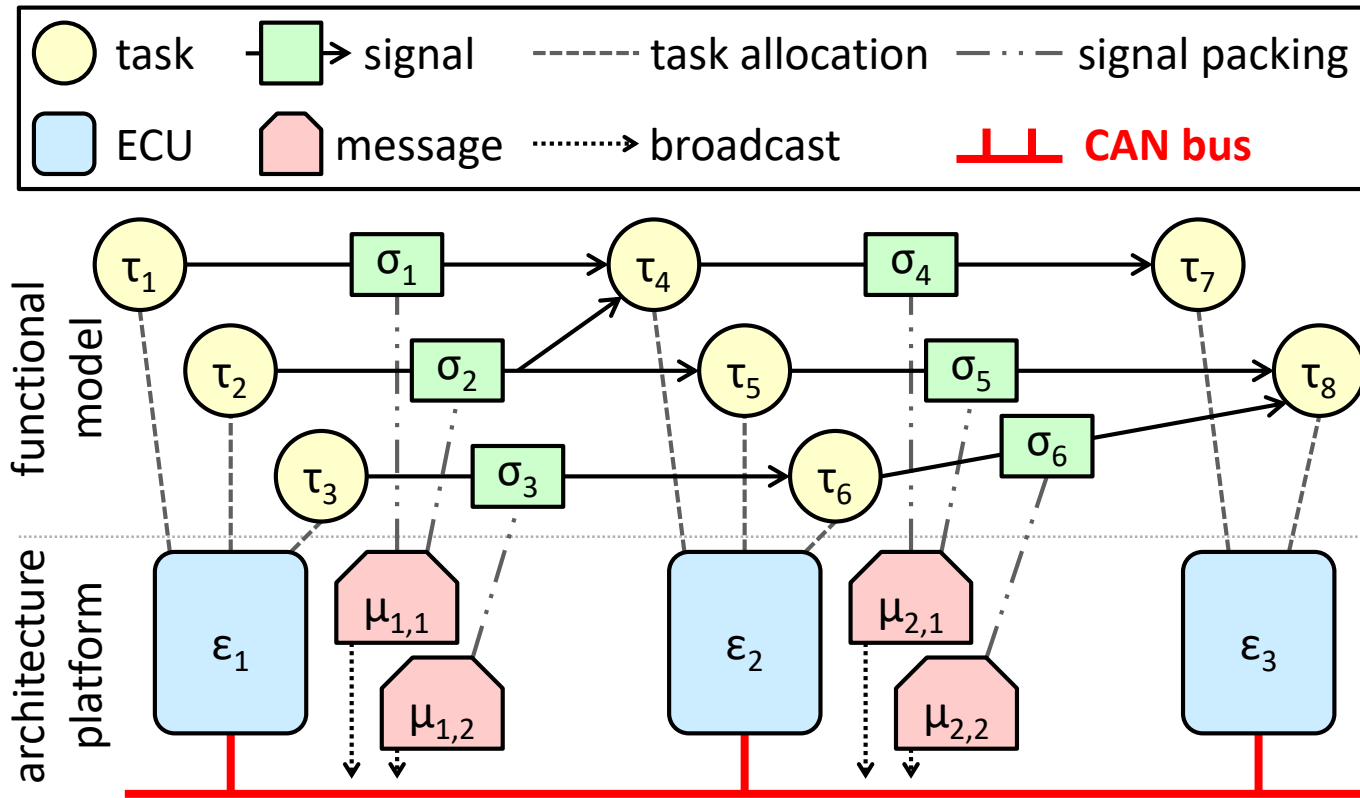 task signal task allocation signal packing
ECU message broadcast CAN bus
functional model
τ₁ σ₁ τ₄ σ₄ τ₇
τ₂ σ₂ τ₅ σ₅ τ₈
τ₃ σ₃ τ₆ σ₆
architecture platform
ε₁ μ₁,₁ ε₂ μ₂,₁ ε₃
μ₁,₂ μ₂,₂